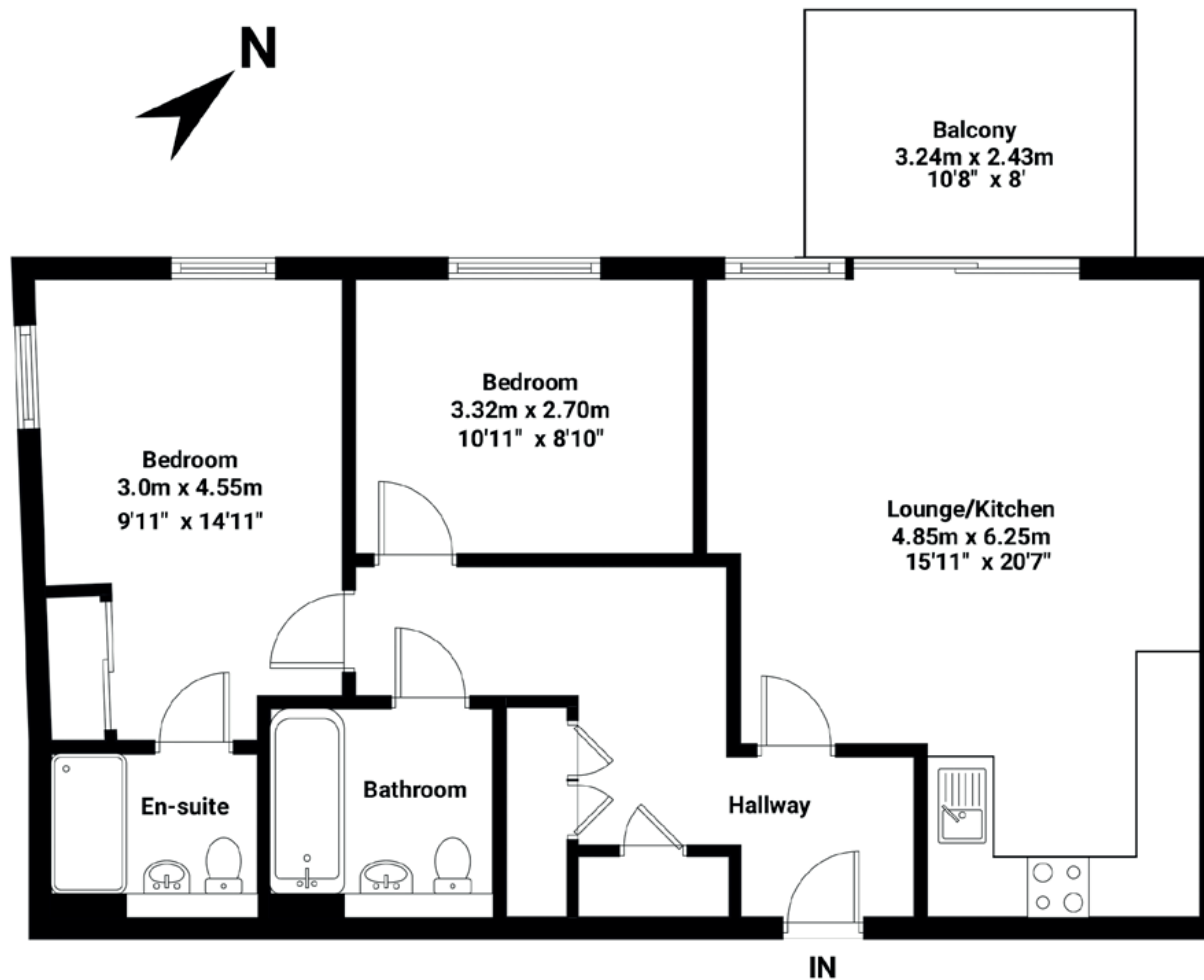 N
Balcony
3.24m x 2.43m
10'8" x 8'
Bedroom
3.32m x 2.70m
10'11" x 8'10"
Bedroom
3.0m x 4.55m
9'11" x 14'11"
Lounge/Kitchen
4.85m x 6.25m
15'11" x 20'7"
En-suite
Bathroom
Hallway
IN